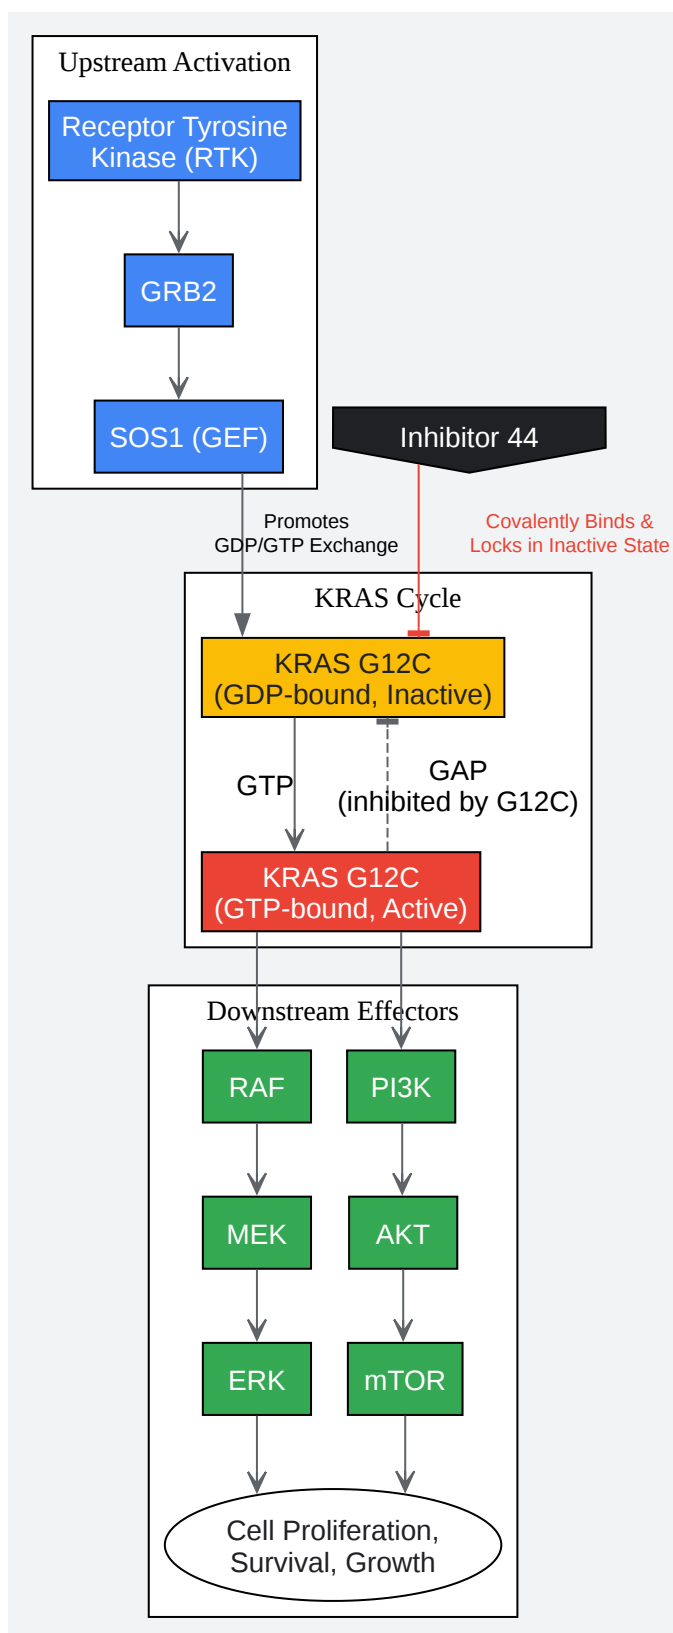 Upstream Activation
Receptor Tyrosine
Kinase (RTK)
GRB2
SOS1 (GEF)
Inhibitor 44
Promotes
GDP/GTP Exchange
Covalently Binds &
Locks in Inactive State
KRAS Cycle
KRAS G12C
(GDP-bound, Inactive)
GTP
GAP
(inhibited by G12C)
KRAS G12C
(GTP-bound, Active)
Downstream Effectors
RAF
PI3K
MEK
AKT
ERK
mTOR
Cell Proliferation,
Survival, Growth